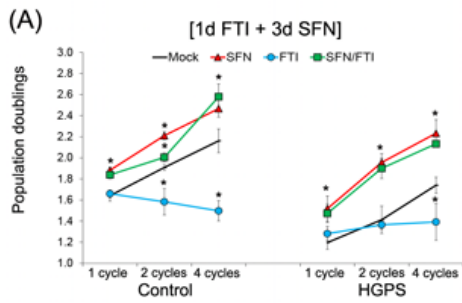 (A)
[1d FTI + 3d SFN]
Mock SFN FTI SFN/FTI
Population doublings
3.0
2.8
2.6
2.4
2.2
2.0
1.8
1.6
1.4
1.2
1.0
* * * * * * * * * * *
1 cycle 2 cycles 4 cycles 1 cycle 2 cycles 4 cycles
Control HGPS